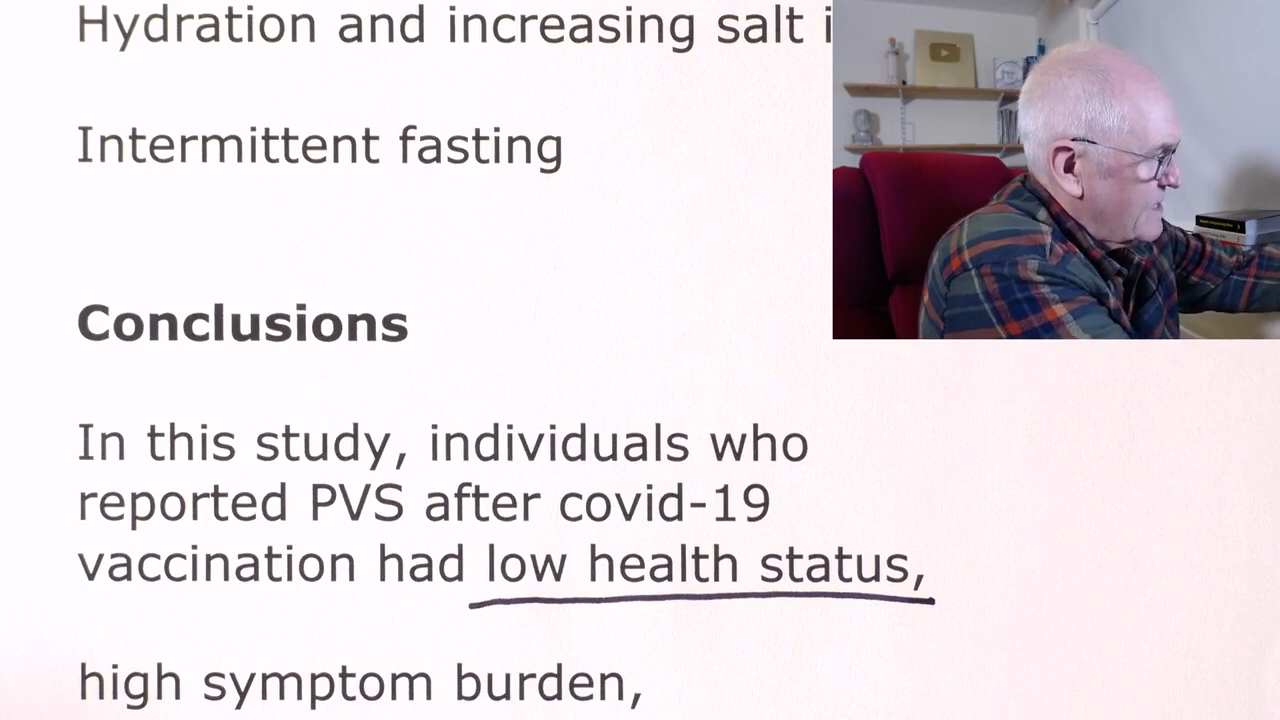 Hydration and increasing salt i
Intermittent fasting
Conclusions
In this study, individuals who
reported PVS after covid-19
vaccination had low health status,
high symptom burden,